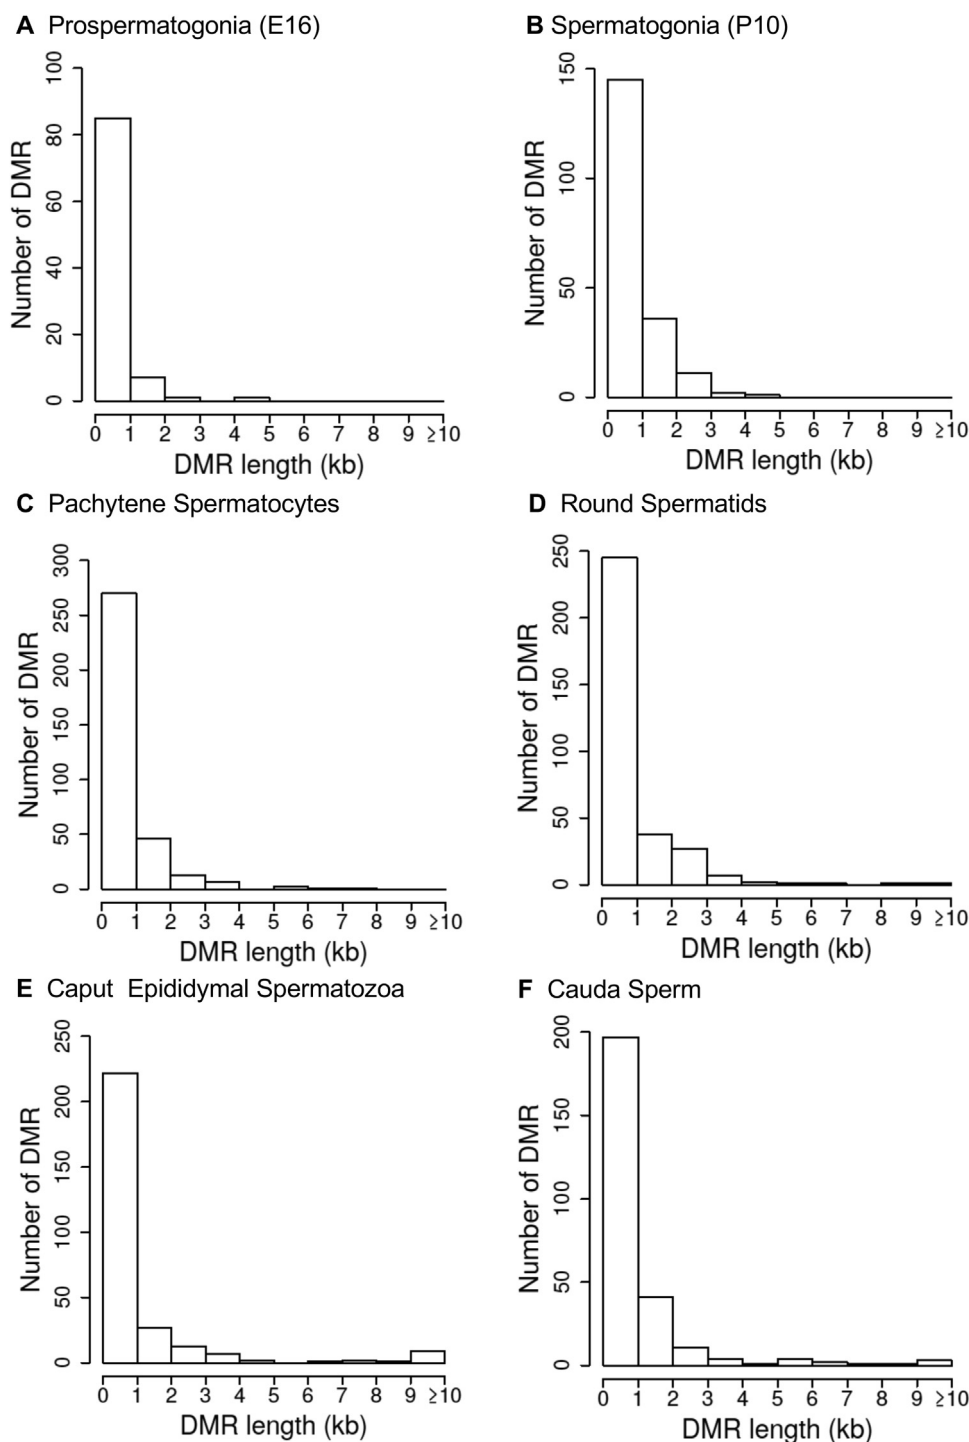 A Prospermatogonia (E16)
Number of DMR
0 20 40 60 80 100
0 1 2 3 4 5 6 7 8 9 ≥10
DMR length (kb)
B Spermatogonia (P10)
Number of DMR
0 50 100 150
0 1 2 3 4 5 6 7 8 9 ≥10
DMR length (kb)
C Pachytene Spermatocytes
Number of DMR
0 50 100 150 200 250 300
0 1 2 3 4 5 6 7 8 9 ≥10
DMR length (kb)
D Round Spermatids
Number of DMR
0 50 100 150 200 250
0 1 2 3 4 5 6 7 8 9 ≥10
DMR length (kb)
E Caput Epididymal Spermatozoa
Number of DMR
0 50 100 150 200 250
0 1 2 3 4 5 6 7 8 9 ≥10
DMR length (kb)
F Cauda Sperm
Number of DMR
0 50 100 150 200
0 1 2 3 4 5 6 7 8 9 ≥10
DMR length (kb)